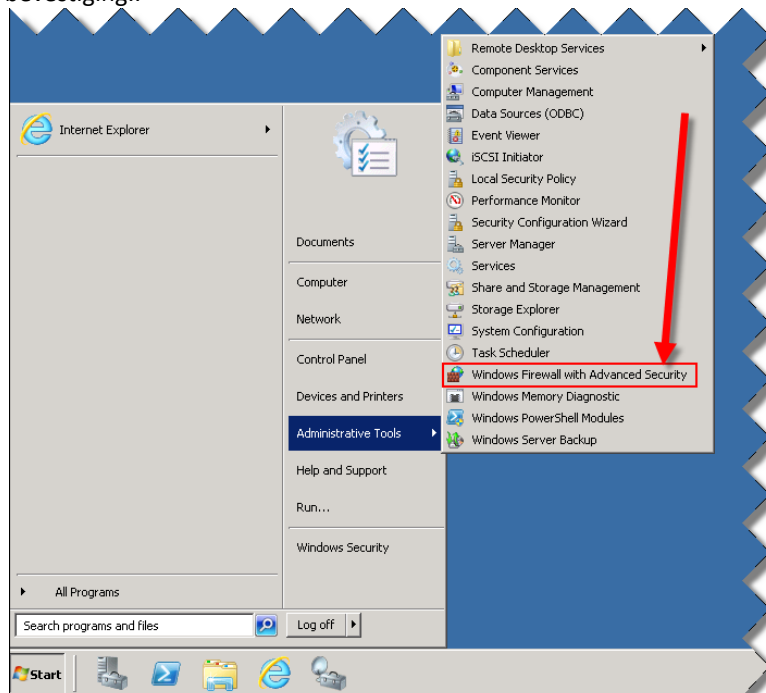 Internet Explorer
Documents
Computer
Network
Control Panel
Devices and Printers
Administrative Tools
Help and Support
Run...
Windows Security
All Programs
Search programs and files
Log off
Start
Remote Desktop Services
Component Services
Computer Management
Data Sources (ODBC)
Event Viewer
iSCSI Initiator
Local Security Policy
Performance Monitor
Security Configuration Wizard
Server Manager
Services
Share and Storage Management
Storage Explorer
System Configuration
Task Scheduler
Windows Firewall with Advanced Security
Windows Memory Diagnostic
Windows PowerShell Modules
Windows Server Backup